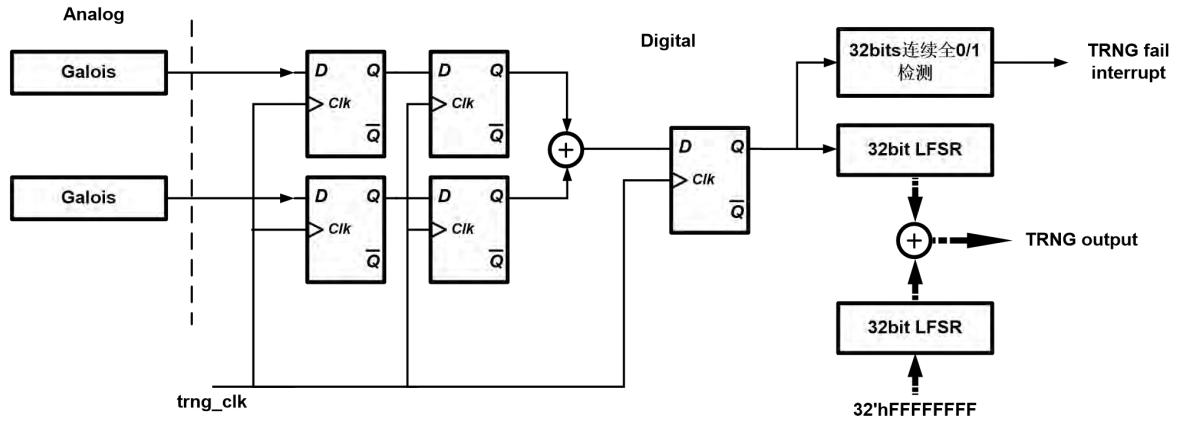 Analog
Digital
Galois
D Q
Clk
Q
D Q
Clk
Q
32bits连续全0/1
检测
TRNG fail
interrupt
Galois
D Q
Clk
Q
D Q
Clk
Q
D Q
Clk
Q
32bit LFSR
TRNG output
32bit LFSR
trng_clk
32'hFFFFFFFF